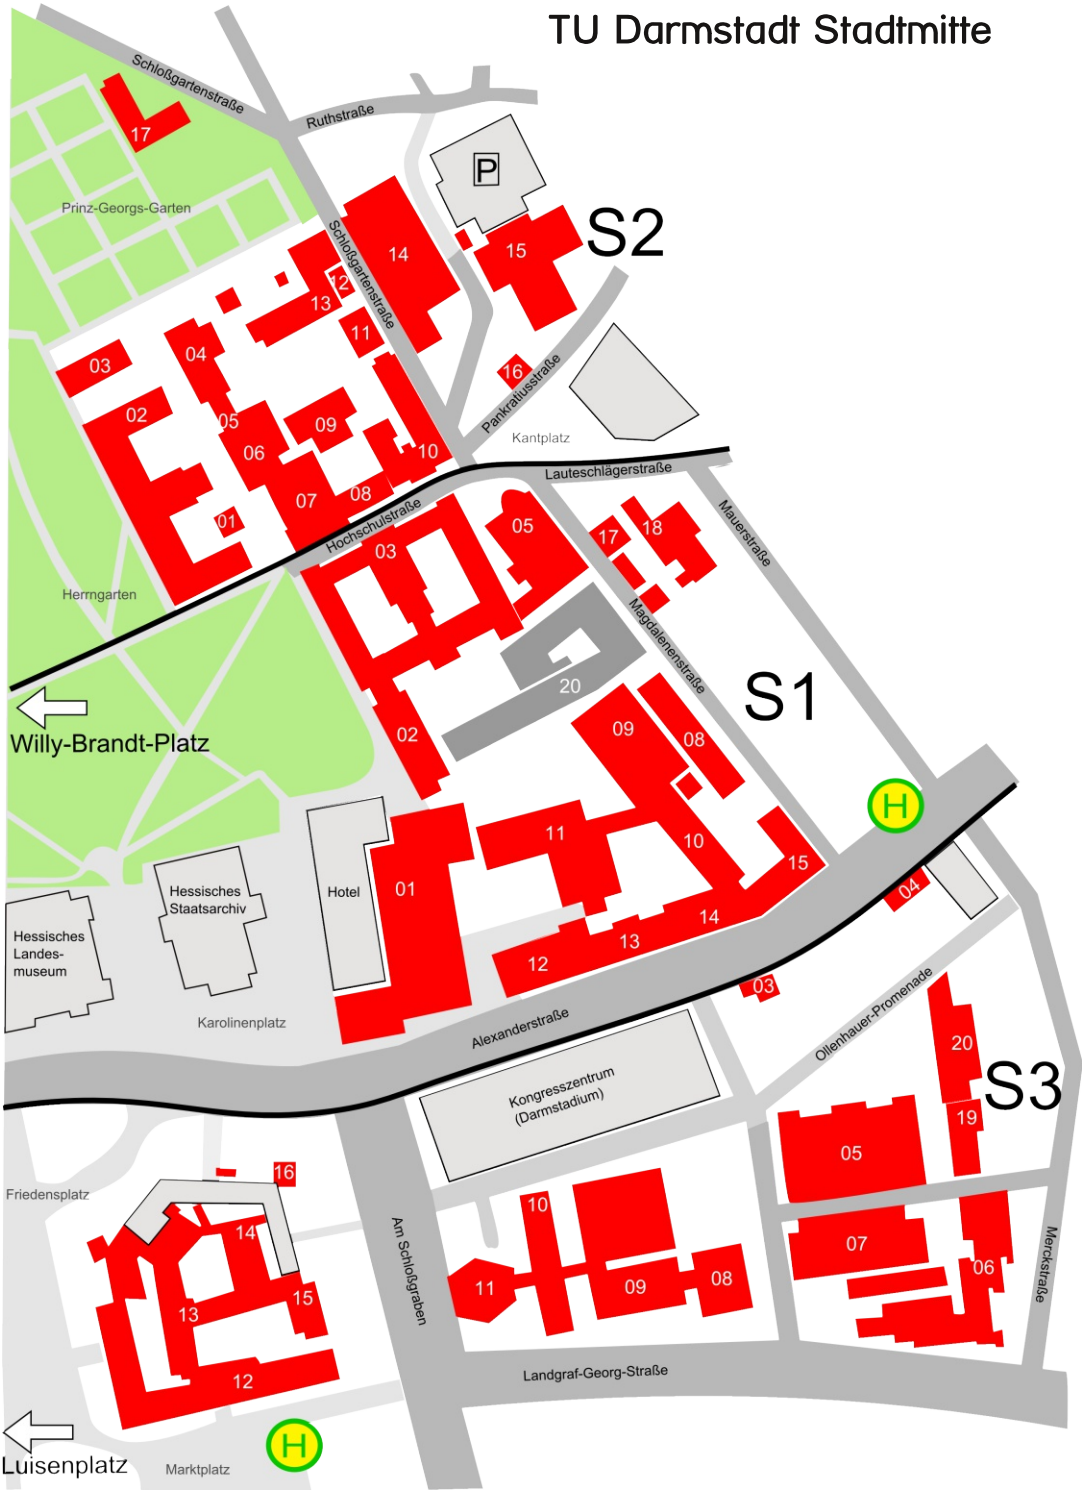 TU Darmstadt Stadtmitte
Schloßgartenstraße
Ruthstraße
17
P
Prinz-Georgs-Garten
Schloßgartenstraße
S2
14
15
12
13
11
04
03
16
Pankratiusstraße
02
05
09
Kantplatz
06
10
Lauteschlägerstraße
08
07
01
Hochschulstraße
Mauerstraße
05
17
18
03
Herrngarten
Magdalenenstraße
20
S1
Willy-Brandt-Platz
02
09
08
H
11
10
15
Hotel
01
04
Hessisches
Staatsarchiv
14
Hessisches
Landes-
museum
13
12
03
Karolinenplatz
Alexanderstraße
Ollenhauer-Promenade
20
S3
Kongresszentrum
(Darmstadium)
19
05
16
Friedensplatz
10
14
Am Schloßgraben
07
Merckstraße
06
11
09
08
15
13
12
Landgraf-Georg-Straße
H
Luisenplatz
Marktplatz